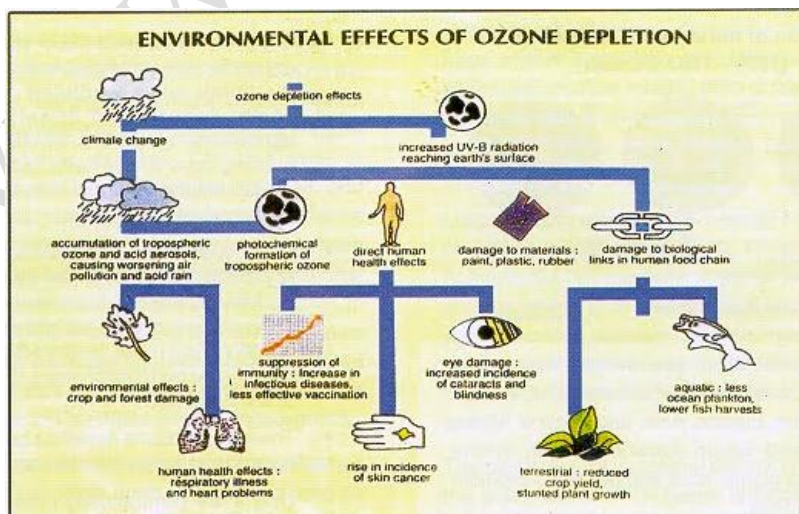 ENVIRONMENTAL EFFECTS OF OZONE DEPLETION
ozone depletion effects
climate change
increased UV-B radiation
reaching earth's surface
accumulation of tropospheric
ozone and acid aerosols,
causing worsening air
pollution and acid rain
photochemical
formation of
tropospheric ozone
direct human
health effects
damage to materials :
paint, plastic, rubber
damage to biological
links in human food chain
environmental effects :
crop and forest damage
suppression of
immunity : Increase in
infectious diseases,
less effective vaccination
eye damage :
increased incidence
of cataracts and
blindness
aquatic : less
ocean plankton,
lower fish harvests
human health effects :
respiratory illness
and heart problems
rise in incidence
of skin cancer
terrestrial : reduced
crop yield,
stunted plant growth